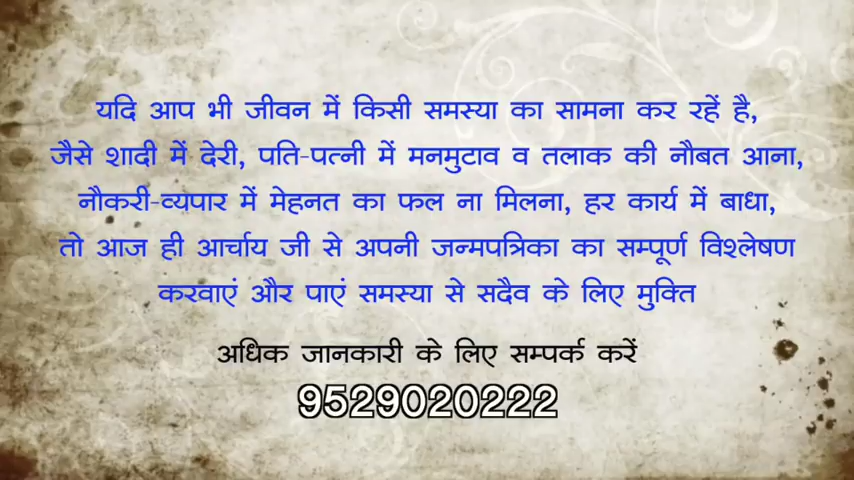 यदि आप भी जीवन में किसी समस्या का सामना कर रहें है,
जैसे शादी में देरी, पति-पत्नी में मनमुटाव व तलाक की नौबत आना,
नौकरी-व्यपार में मेहनत का फल ना मिलना, हर कार्य में बाधा,
तो आज ही आर्चाय जी से अपनी जन्मपत्रिका का सम्पूर्ण विश्लेषण
करवाएं और पाएं समस्या से सदैव के लिए मुक्ति
अधिक जानकारी के लिए सम्पर्क करें
9529020222